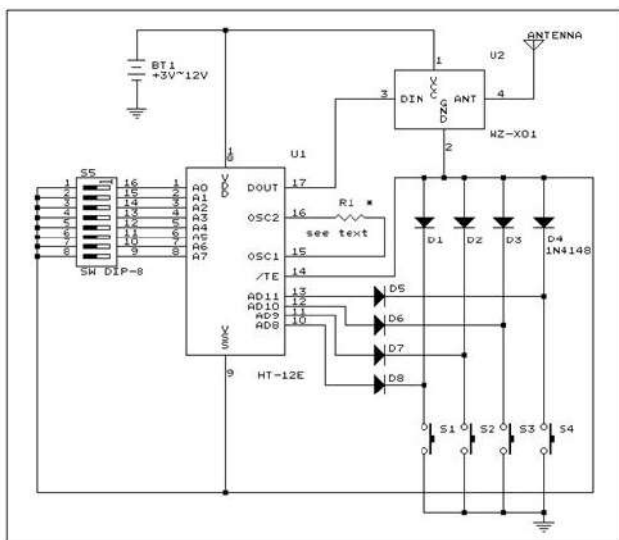 ANTENNA
U2
BT1
+3V~12V
1
VCC
3
DIN
ANT
4
GND
WZ-X01
2
U1
18
VDD
S5
1 16 1 A0
2 15 2 A1
3 14 3 A2
4 13 4 A3
5 12 5 A4
6 11 6 A5
7 10 7 A6
8 9 8 A7
SW DIP-8
DOUT 17
OSC2 16
R1 *
see text
OSC1 15
/TE 14
AD11 13
AD10 12
AD9 11
AD8 10
VSS
9
HT-12E
D1
D2
D3
D4
1N4148
D5
D6
D7
D8
S1
S2
S3
S4